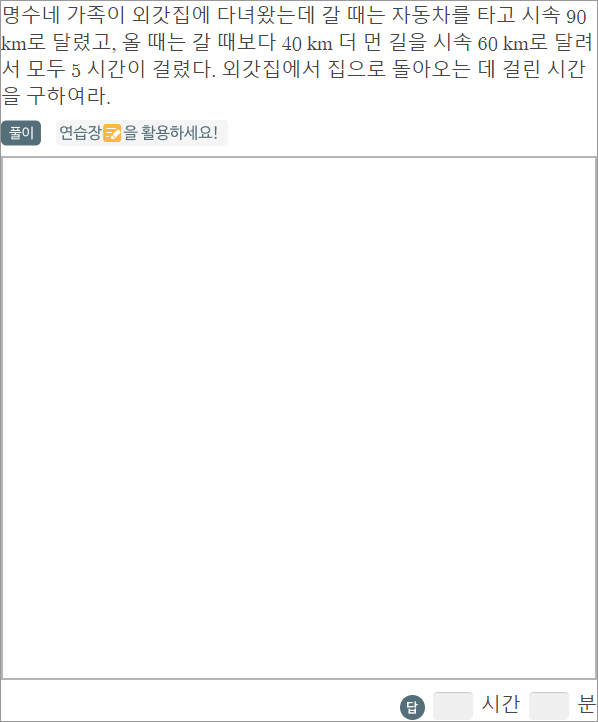 명수네 가족이 외갓집에 다녀왔는데 갈 때는 자동차를 타고 시속 90
km로 달렸고, 올 때는 갈 때보다 40 km 더 먼 길을 시속 60 km로 달려
서 모두 5 시간이 걸렸다. 외갓집에서 집으로 돌아오는 데 걸린 시간
을 구하여라.
풀이 연습장을 활용하세요!
답 시간 분